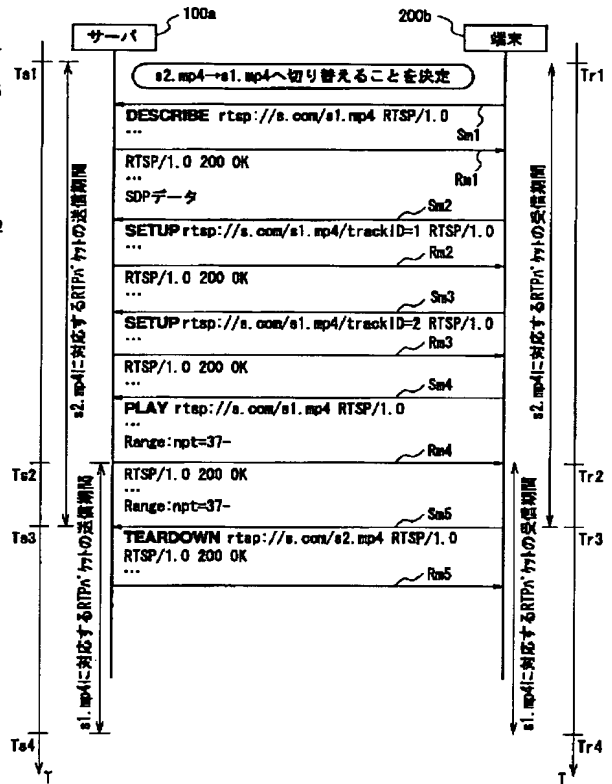 100a
200b
サーバ
端末
Ts1
Tr1
s2.mp4→s1.mp4へ切り替えることを決定
DESCRIBE rtsp://s.com/s1.mp4 RTSP/1.0
...
Sm1
RTSP/1.0 200 OK
Rm1
...
SDPデータ
Sm2
SETUP rtsp://s.com/s1.mp4/trackID=1 RTSP/1.0
...
Rm2
RTSP/1.0 200 OK
...
Sm3
SETUP rtsp://s.com/s1.mp4/trackID=2 RTSP/1.0
...
Rm3
RTSP/1.0 200 OK
...
Sm4
PLAY rtsp://s.com/s1.mp4 RTSP/1.0
...
Range:npt=37-
Rm4
Ts2
Tr2
RTSP/1.0 200 OK
...
Range:npt=37-
Sm5
Ts3
Tr3
TEARDOWN rtsp://s.com/s2.mp4 RTSP/1.0
RTSP/1.0 200 OK
...
Rm5
s2.mp4に対応するRTPパケットの送信期間
s1.mp4に対応するRTPパケットの送信期間
s2.mp4に対応するRTPパケットの受信期間
s1.mp4に対応するRTPパケットの受信期間
Ts4
Tr4
T
T